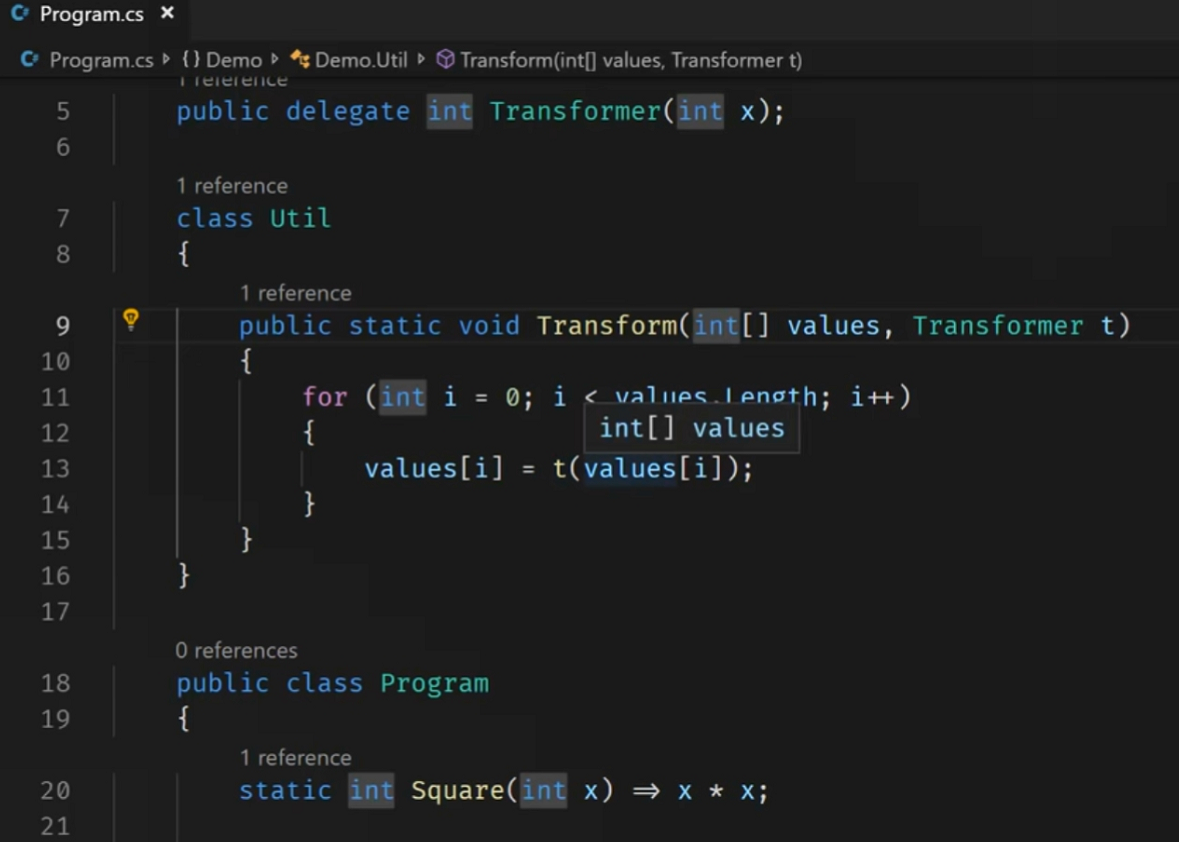 Program.cs ×
Program.cs {} Demo Demo.Util Transform(int[] values, Transformer t)
1 reference
5 public delegate int Transformer(int x);
6
1 reference
7 class Util
8 {
1 reference
9 public static void Transform(int[] values, Transformer t)
10 {
11 for (int i = 0; i < values.Length; i++)
12 {
int[] values
13 values[i] = t(values[i]);
14 }
15 }
16 }
17
0 references
18 public class Program
19 {
1 reference
20 static int Square(int x) => x * x;
21